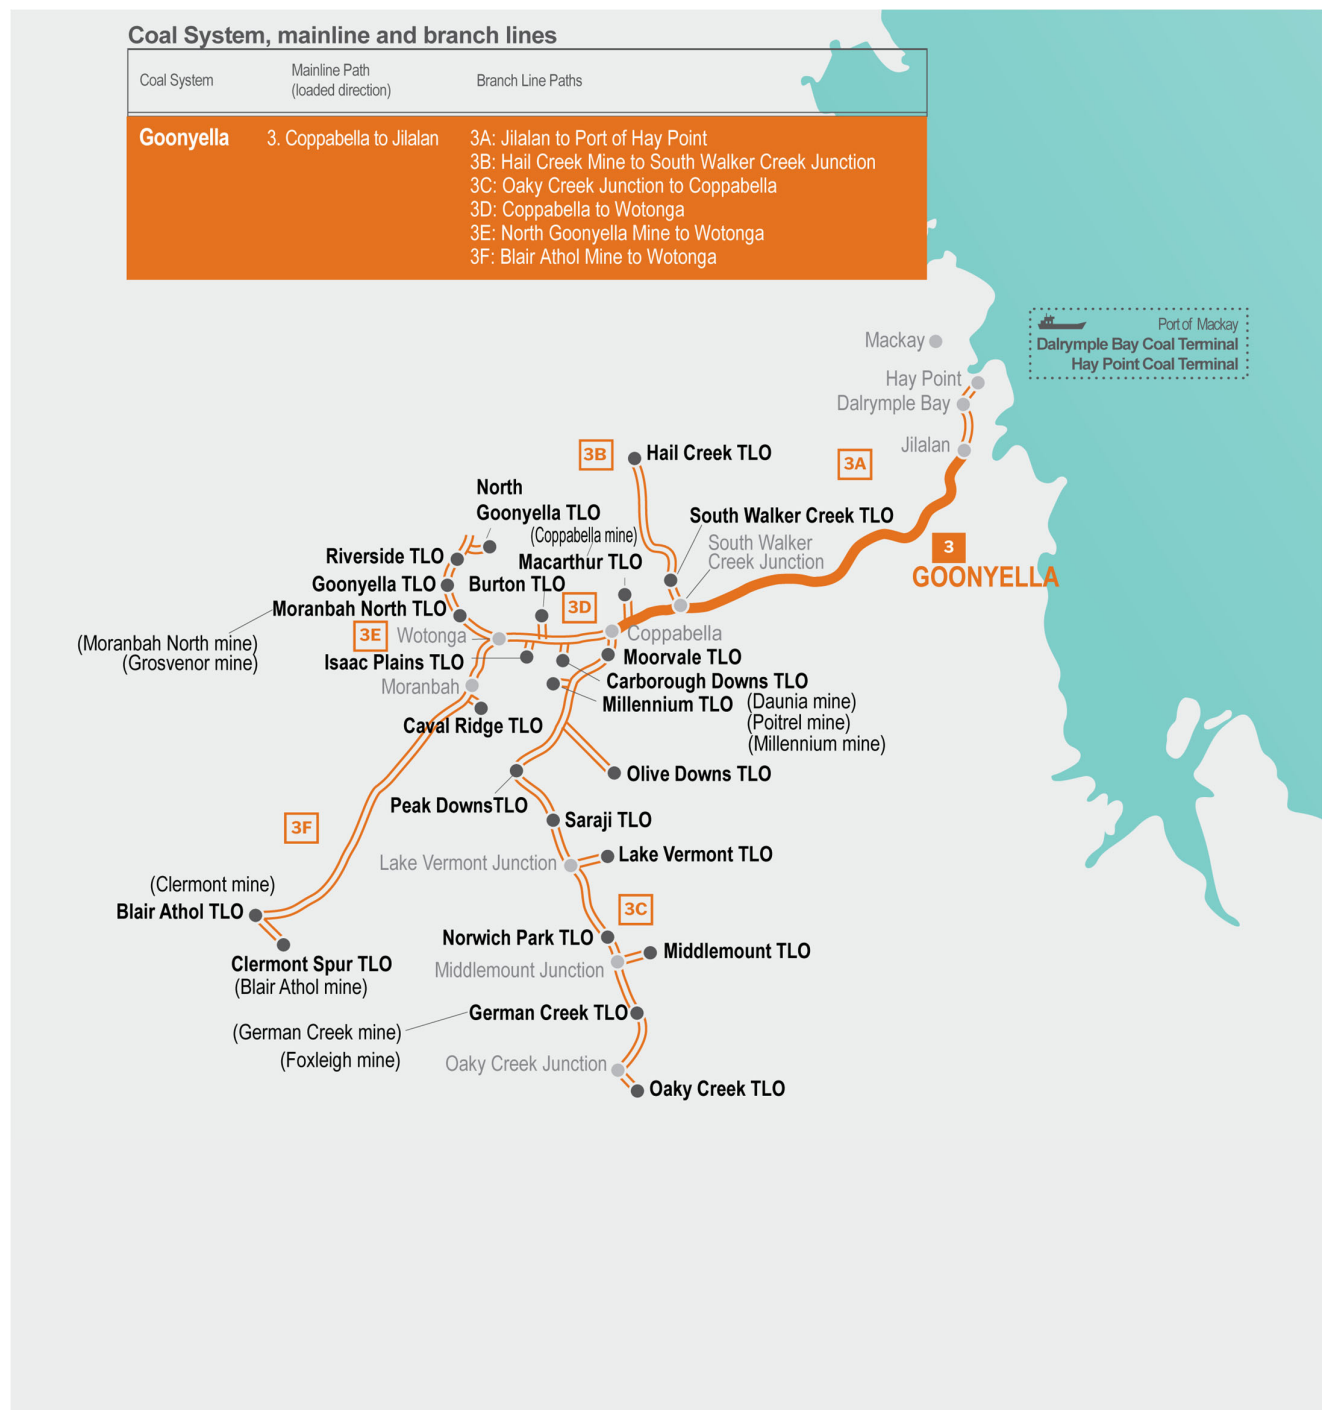 Coal System, mainline and branch lines
Coal System
Mainline Path
(loaded direction)
Branch Line Paths
Goonyella
3. Coppabella to Jilalan
3A: Jilalan to Port of Hay Point
3B: Hail Creek Mine to South Walker Creek Junction
3C: Oaky Creek Junction to Coppabella
3D: Coppabella to Wotonga
3E: North Goonyella Mine to Wotonga
3F: Blair Athol Mine to Wotonga
Port of Mackay
Dalrymple Bay Coal Terminal
Hay Point Coal Terminal
Mackay
Hay Point
Dalrymple Bay
Jilalan
3A
3B
Hail Creek TLO
North
Goonyella TLO
South Walker Creek TLO
(Coppabella mine)
South Walker
Creek Junction
3
GOONYELLA
Riverside TLO
Macarthur TLO
Goonyella TLO
Burton TLO
Moranbah North TLO
3D
3E
Wotonga
Coppabella
(Moranbah North mine)
(Grosvenor mine)
Isaac Plains TLO
Moorvale TLO
Moranbah
Carborough Downs TLO
Millennium TLO
(Daunia mine)
(Poitrel mine)
(Millennium mine)
Caval Ridge TLO
Olive Downs TLO
Peak DownsTLO
Saraji TLO
3F
Lake Vermont Junction
Lake Vermont TLO
(Clermont mine)
Blair Athol TLO
3C
Norwich Park TLO
Middlemount TLO
Clermont Spur TLO
(Blair Athol mine)
Middlemount Junction
German Creek TLO
(German Creek mine)
(Foxleigh mine)
Oaky Creek Junction
Oaky Creek TLO